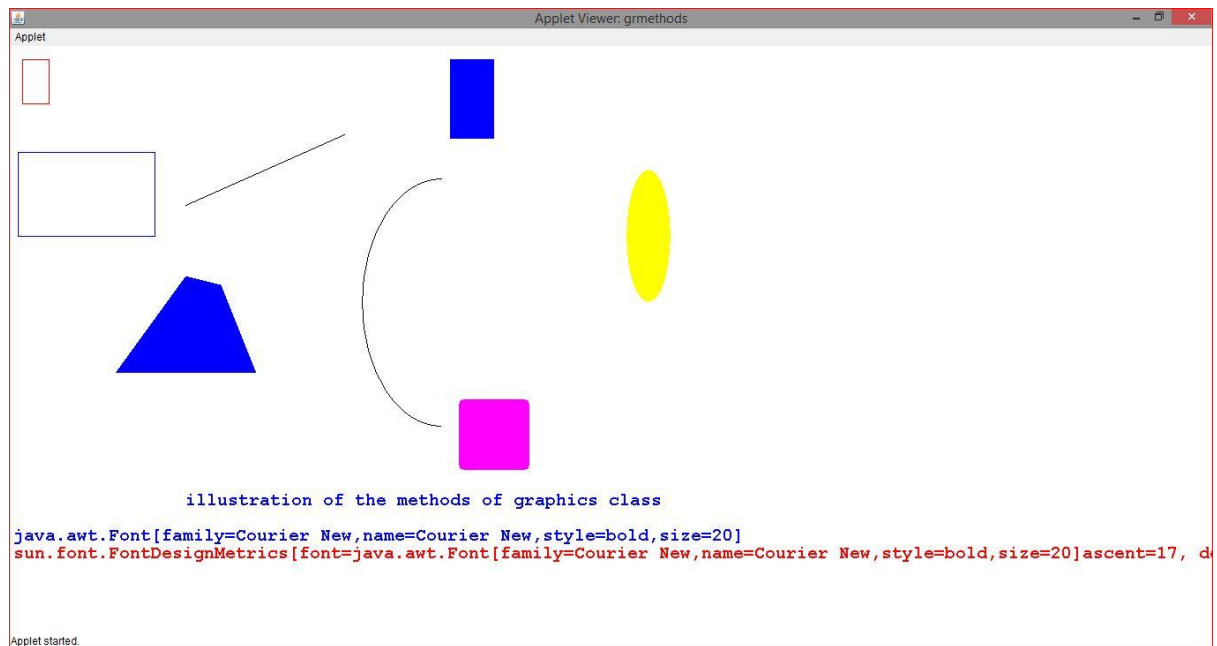 Applet Viewer: grmethods
Applet
illustration of the methods of graphics class
java.awt.Font[family=Courier New,name=Courier New,style=bold,size=20]
sun.font.FontDesignMetrics[font=java.awt.Font[family=Courier New,name=Courier New,style=bold,size=20]ascent=17,
Applet started.